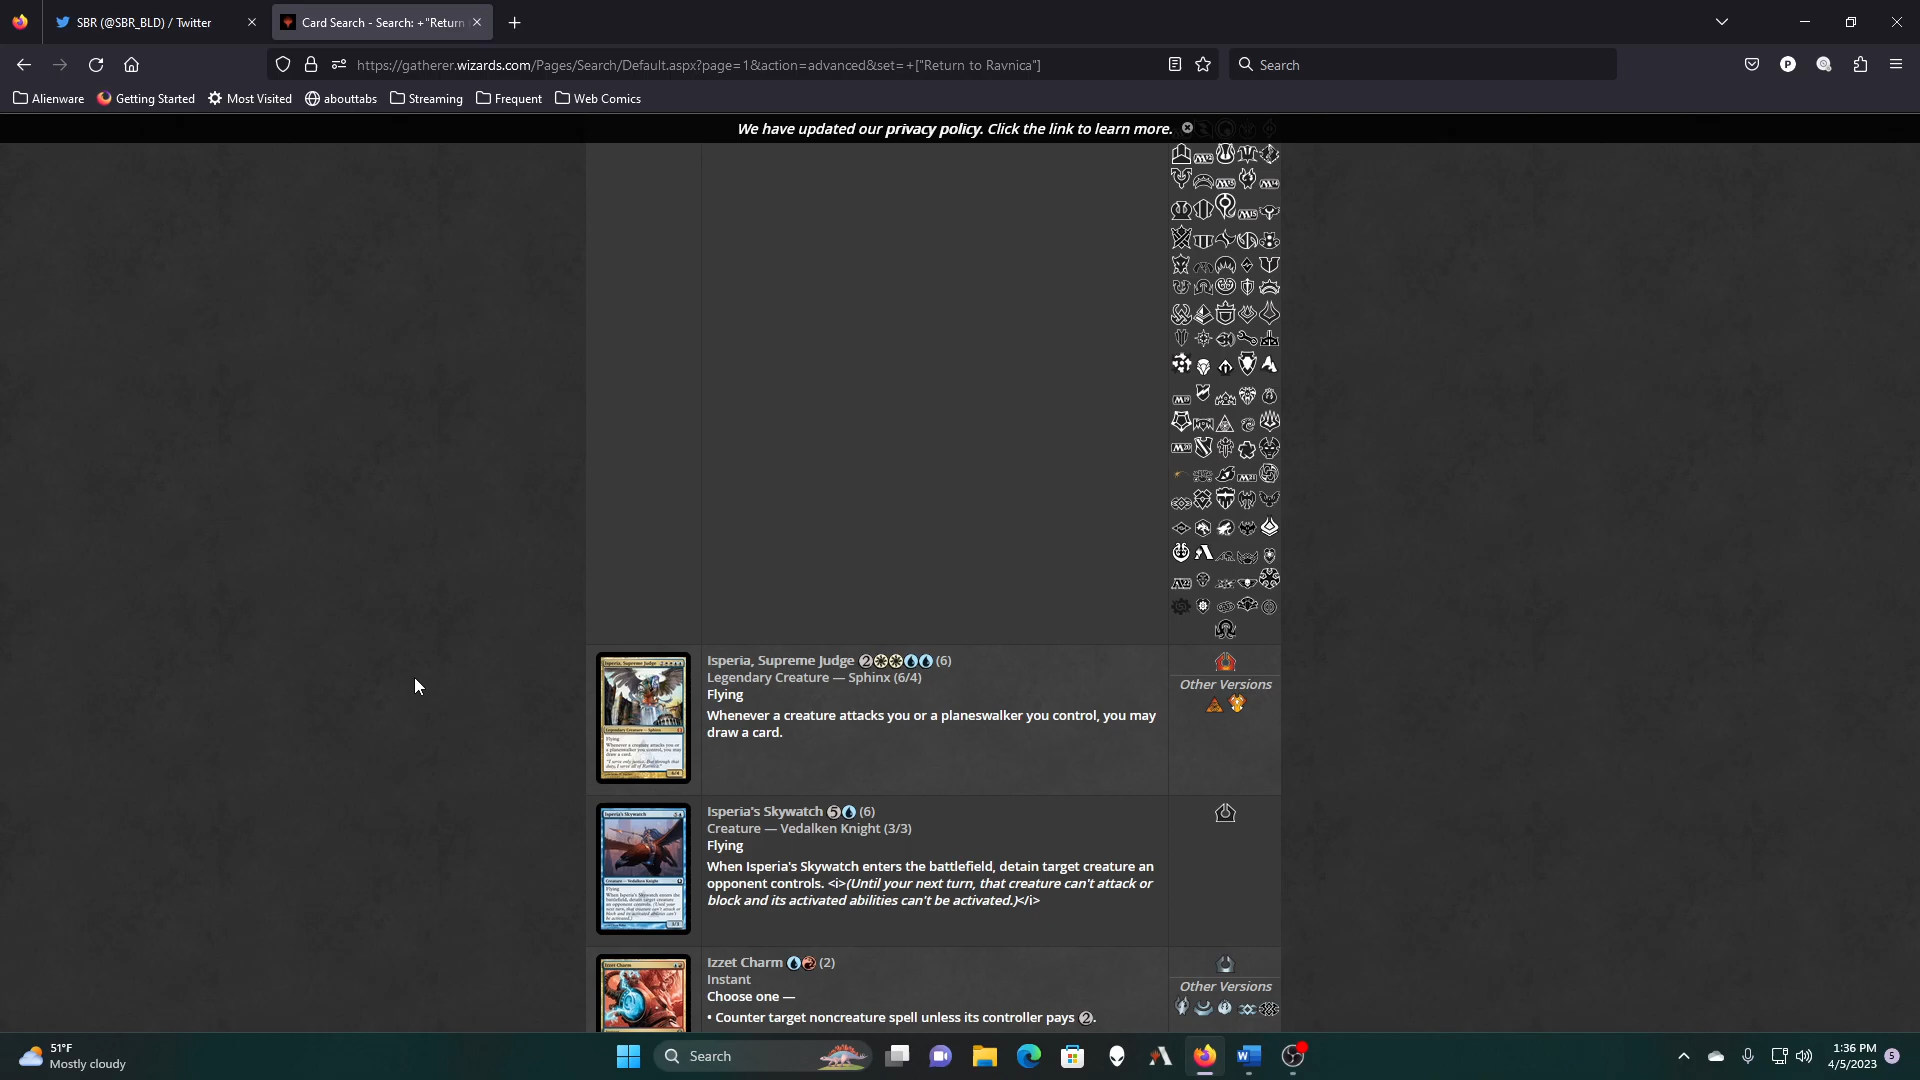 SBR (@SBR_BLD) / Twitter
Card Search - Search: +"Return
https://gatherer.wizards.com/Pages/Search/Default.aspx?page=1&action=advanced&set=+["Return to Ravnica"]
Search
Alienware
Getting Started
Most Visited
abouttabs
Streaming
Frequent
Web Comics
We have updated our privacy policy. Click the link to learn more.
Isperia, Supreme Judge 2 (6)
Legendary Creature — Sphinx (6/4)
Flying
Whenever a creature attacks you or a planeswalker you control, you may
draw a card.
Other Versions
Isperia's Skywatch 5 (6)
Creature — Vedalken Knight (3/3)
Flying
When Isperia's Skywatch enters the battlefield, detain target creature an
opponent controls. <i>(Until your next turn, that creature can't attack or
block and its activated abilities can't be activated.)</i>
Izzet Charm (2)
Instant
Choose one —
• Counter target noncreature spell unless its controller pays 2.
Other Versions
51°F
Mostly cloudy
Search
1:36 PM
4/5/2023
5